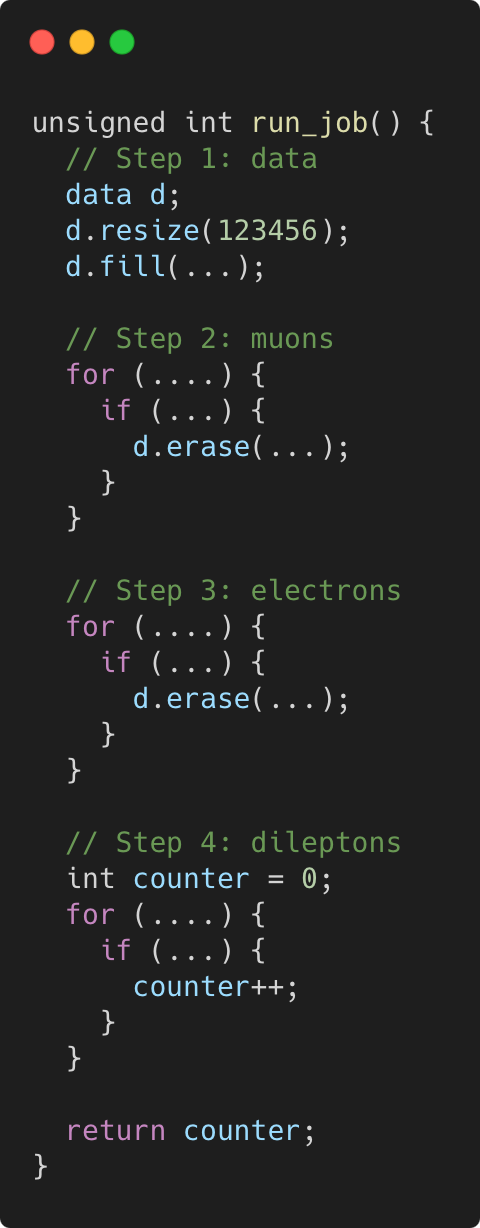 unsigned int run_job() {
  // Step 1: data
  data d;
  d.resize(123456);
  d.fill(...);

  // Step 2: muons
  for (....) {
    if (...) {
      d.erase(...);
    }
  }

  // Step 3: electrons
  for (....) {
    if (...) {
      d.erase(...);
    }
  }

  // Step 4: dileptons
  int counter = 0;
  for (....) {
    if (...) {
      counter++;
    }
  }

  return counter;
}